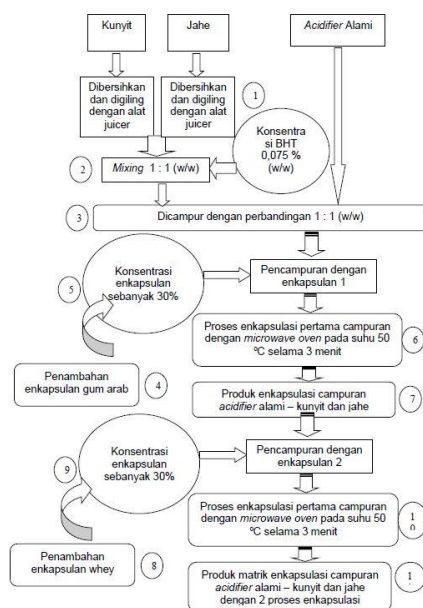 Kunyit
Jahe
Acidifier Alami
Dibersihkan
dan digiling
dengan alat
juicer
Dibersihkan
dan digiling
dengan alat
juicer
1
Konsentra
si BHT
0,075 %
(w/w)
2
Mixing 1 : 1 (w/w)
3
Dicampur dengan perbandingan 1 : 1 (w/w)
5
Konsentrasi
enkapsulan
sebanyak 30%
Pencampuran dengan
enkapsulan 1
Proses enkapsulasi pertama campuran
dengan microwave oven pada suhu 50
ºC selama 3 menit
6
Penambahan
enkapsulan gum arab
4
Produk enkapsulasi campuran
acidifier alami – kunyit dan jahe
7
9
Konsentrasi
enkapsulan
sebanyak 30%
Pencampuran dengan
enkapsulan 2
Proses enkapsulasi pertama campuran
dengan microwave oven pada suhu 50
ºC selama 3 menit
1
0
Penambahan
enkapsulan whey
8
Produk matrik enkapsulasi campuran
acidifier alami – kunyit dan jahe
dengan 2 proses enkapsulasi
1